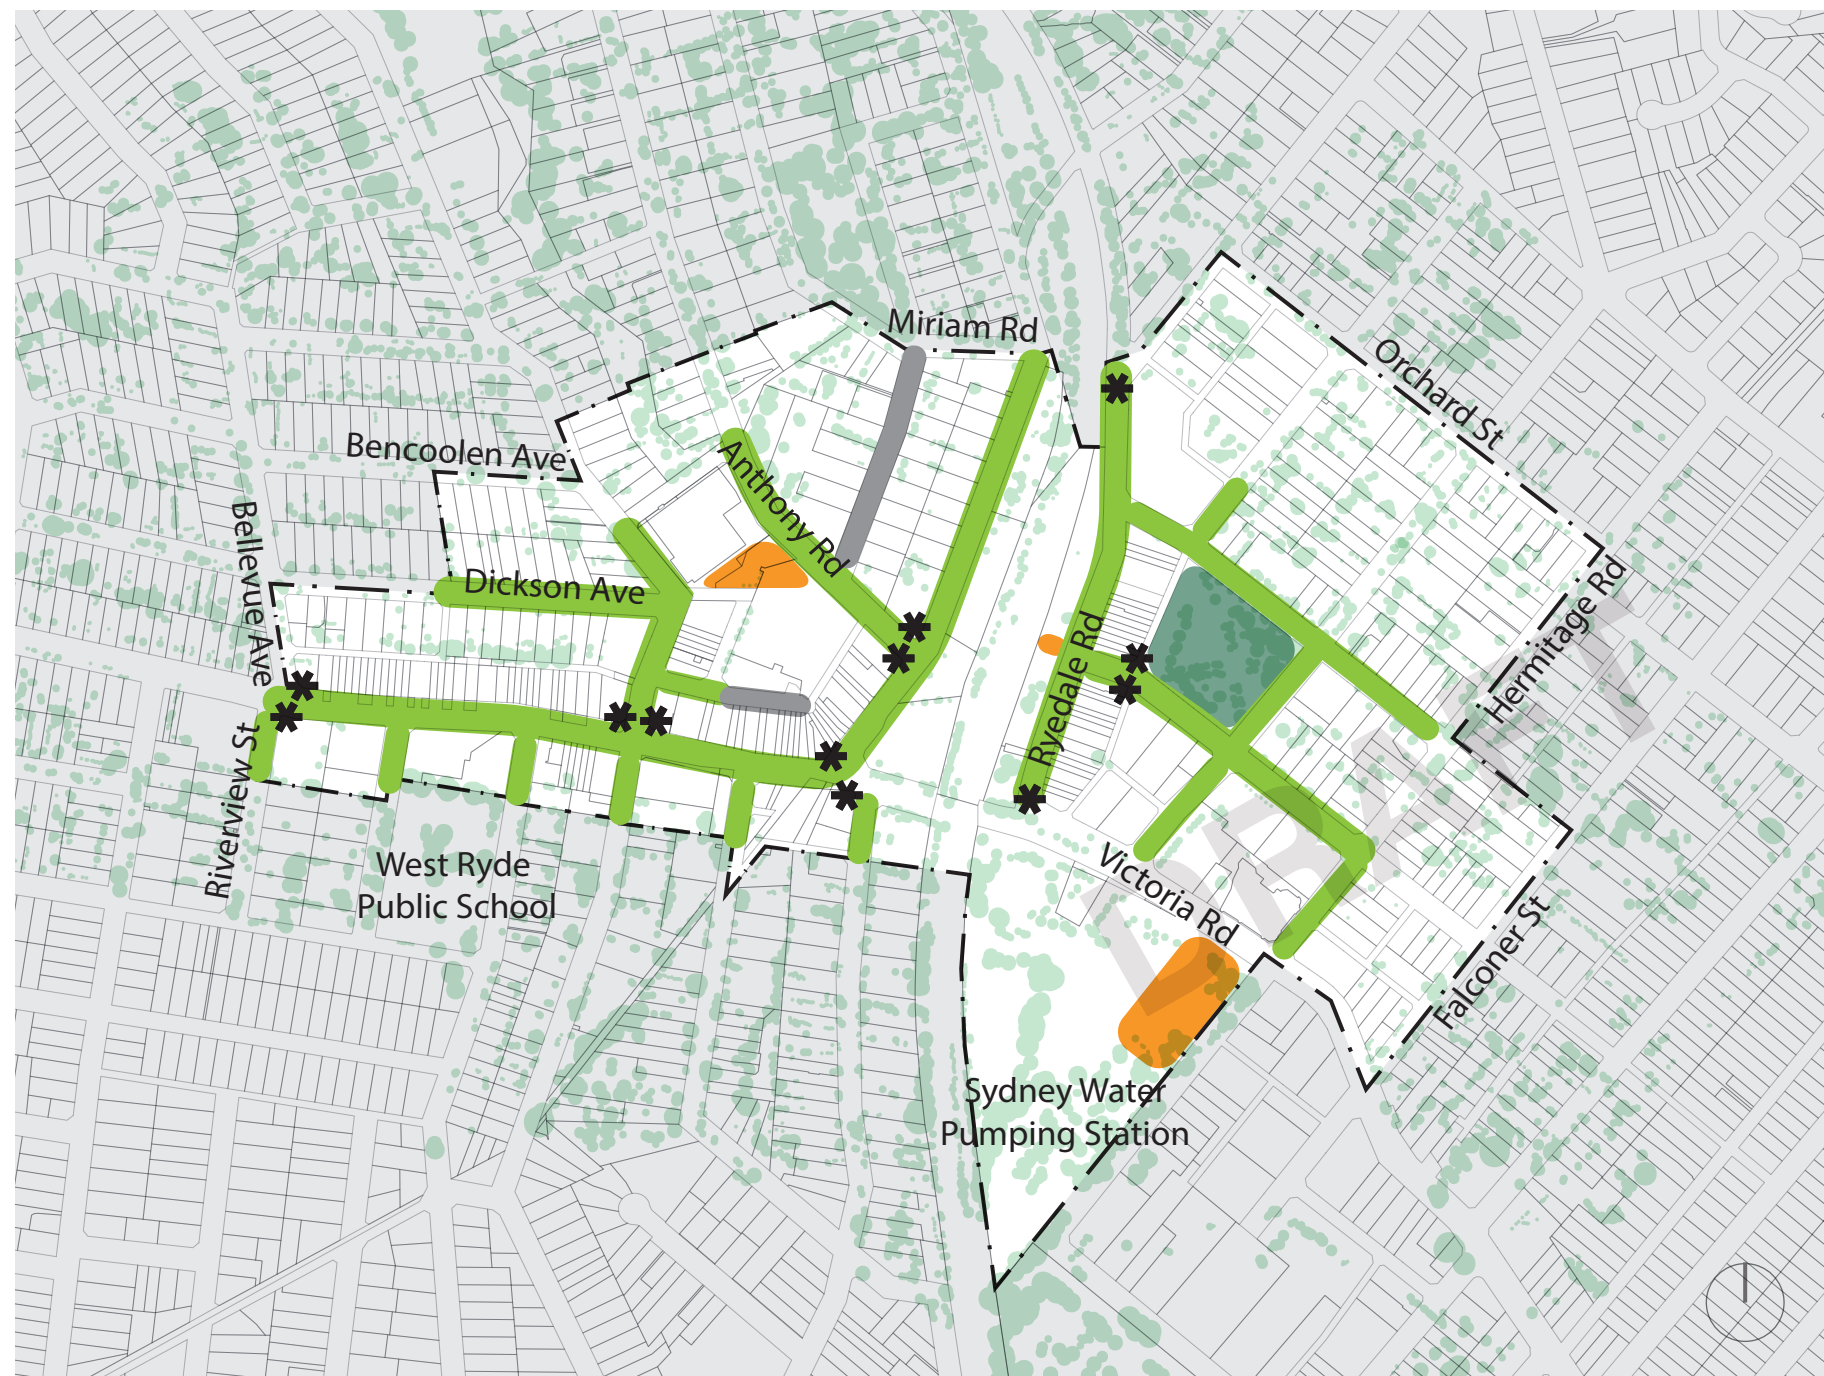 Miriam Rd
Orchard St
Bencoolen Ave
Anthony Rd
Bellevue Ave
Dickson Ave
Hermitage Rd
Ryedale Rd
Riverview St
West Ryde
Public School
Victoria Rd
Falconer St
DRAFT
Sydney Water
Pumping Station